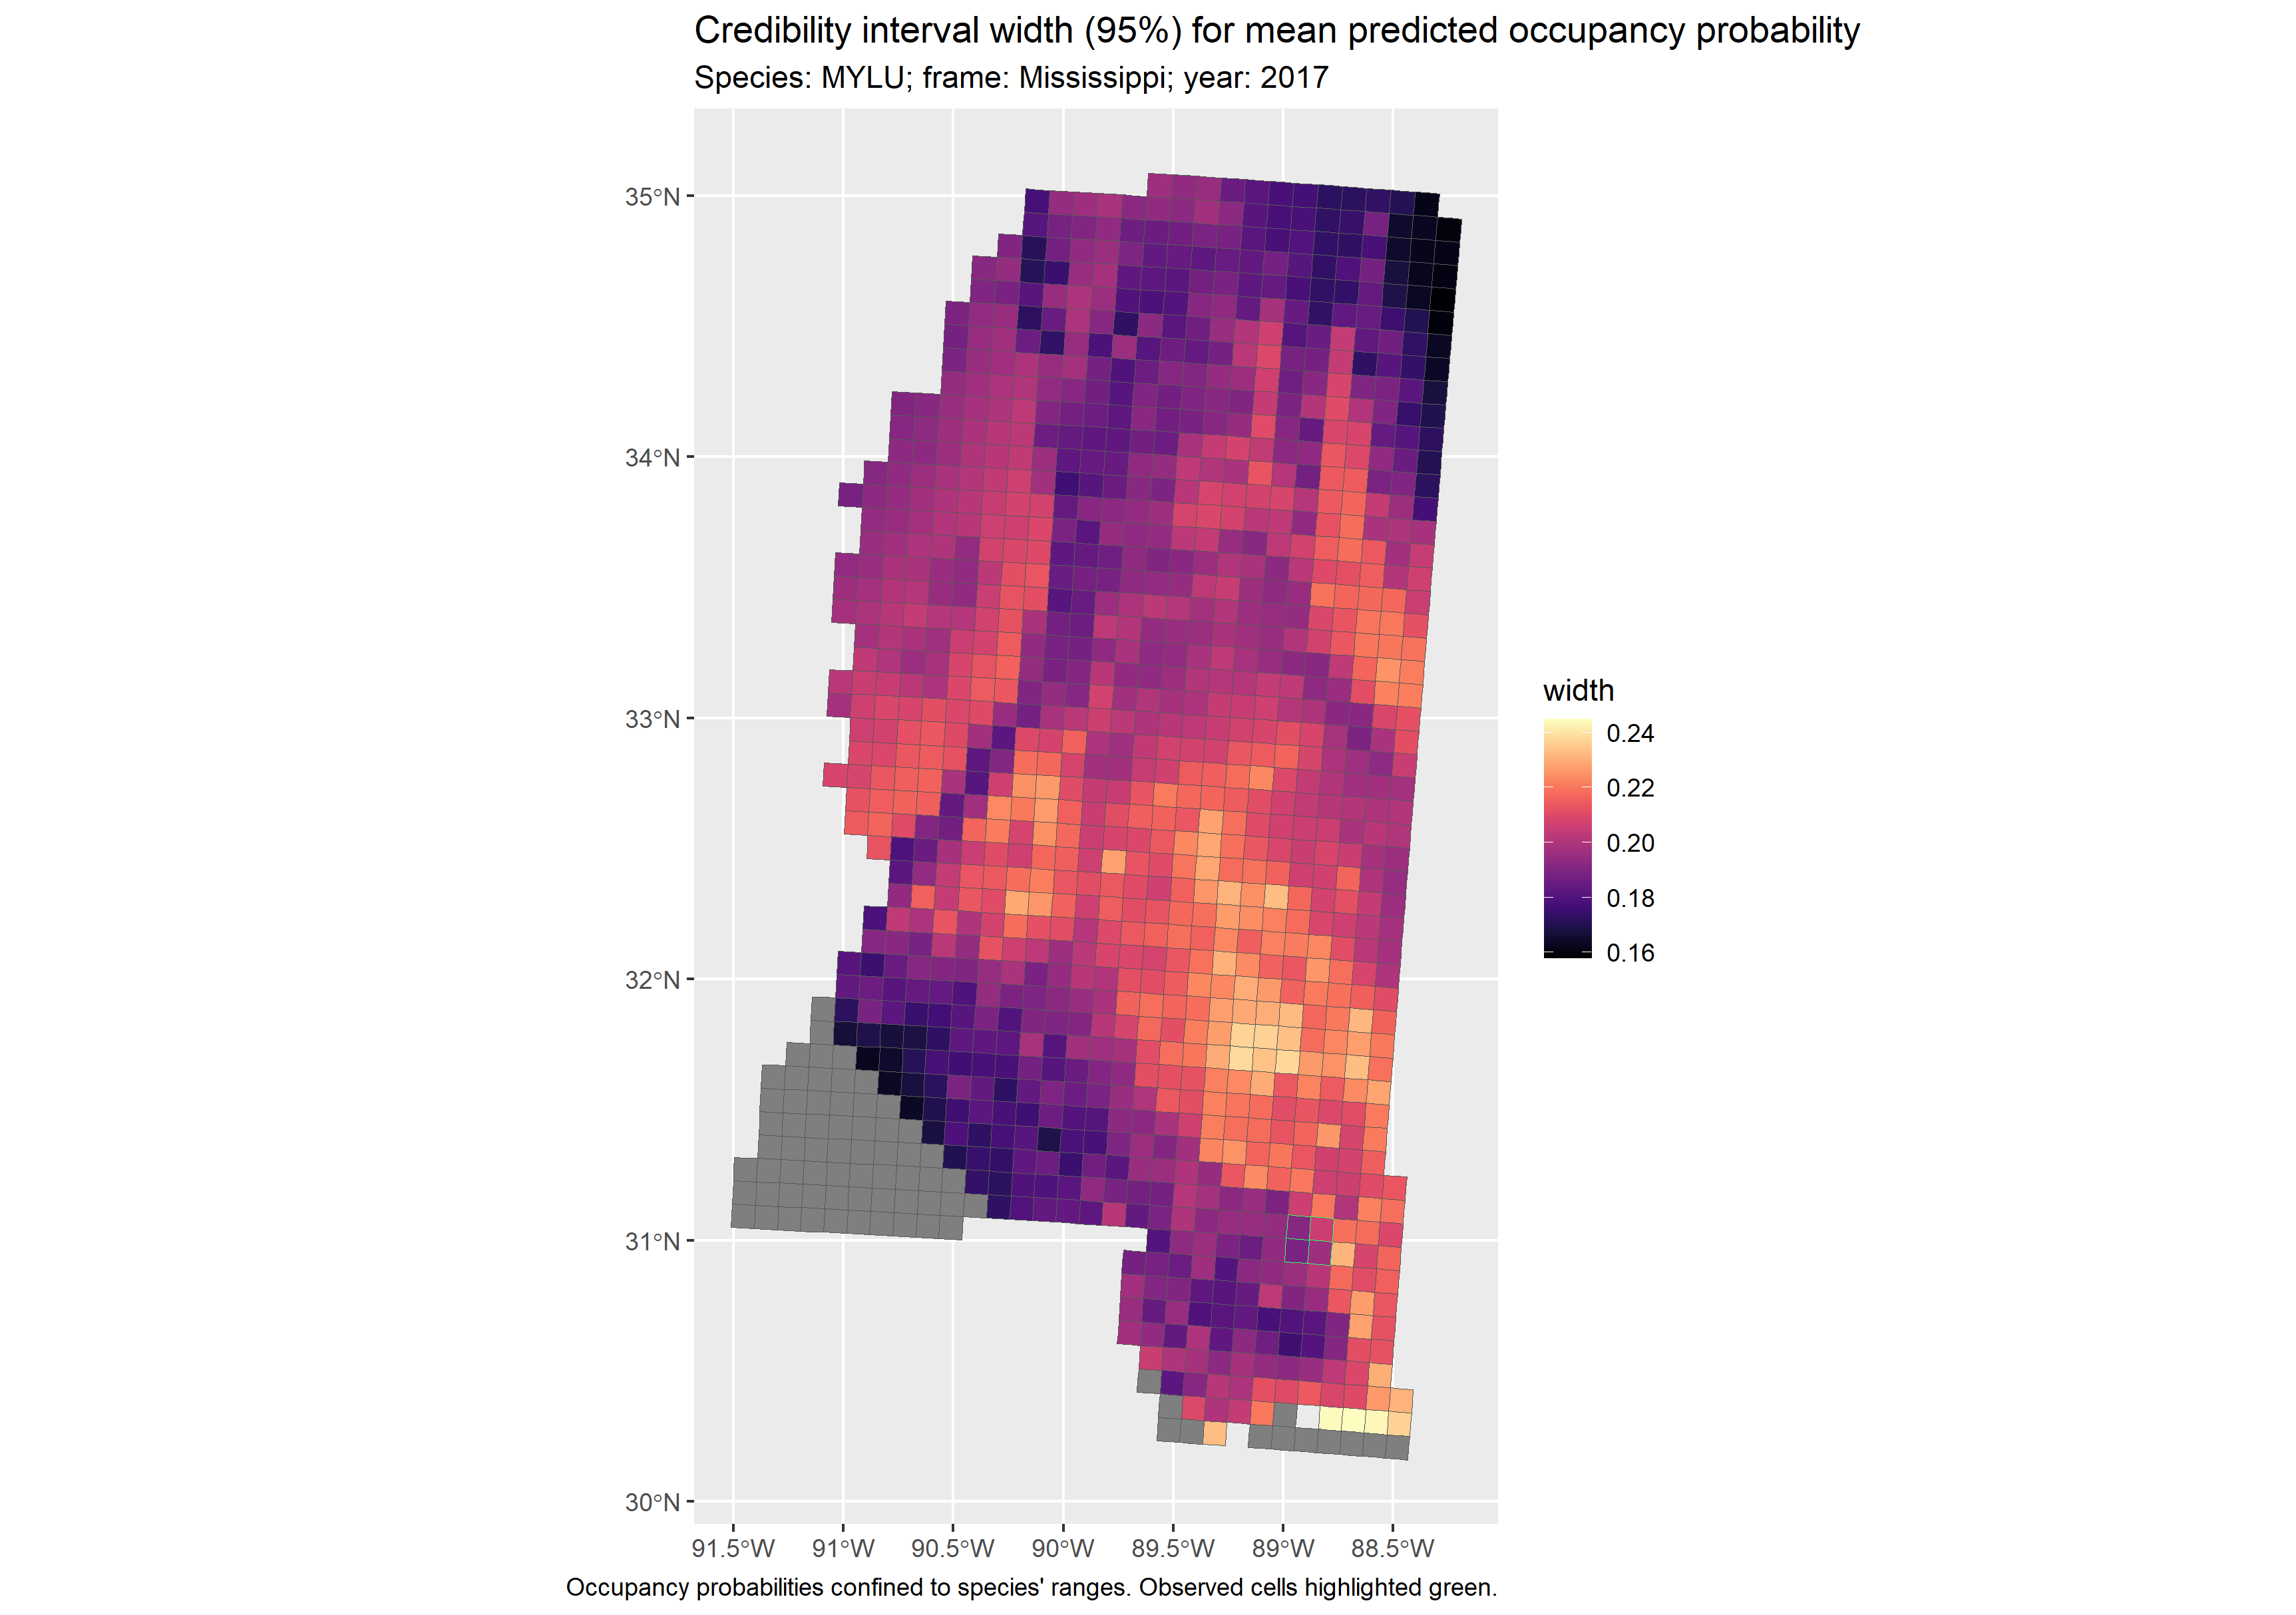 Credibility interval width (95%) for mean predicted occupancy probability
Species: MYLU; frame: Mississippi; year: 2017
35°N
34°N
33°N
32°N
31°N
30°N
91.5°W 91°W 90.5°W 90°W 89.5°W 89°W 88.5°W
width
0.24
0.22
0.20
0.18
0.16
Occupancy probabilities confined to species' ranges. Observed cells highlighted green.